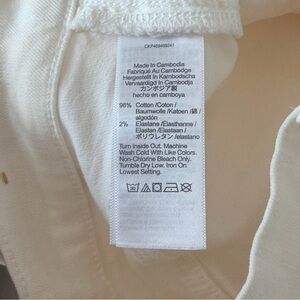 Made In Cambodia
Fabriqué Au Cambodge
Hergestellt In Kambodscha
Vervaardigd In Cambodja
カンボジア製
hecho en camboya
98% Cotton /Coton /
Baumwolle /Katoen /綿 /
algodón
2% Elastane /Élasthanne /
Elastan /Elastaan /
ポリウレタン /elastano
Turn Inside Out. Machine
Wash Cold With Like Colors.
Non-Chlorine Bleach Only.
Tumble Dry Low. Iron On
Lowest Setting.